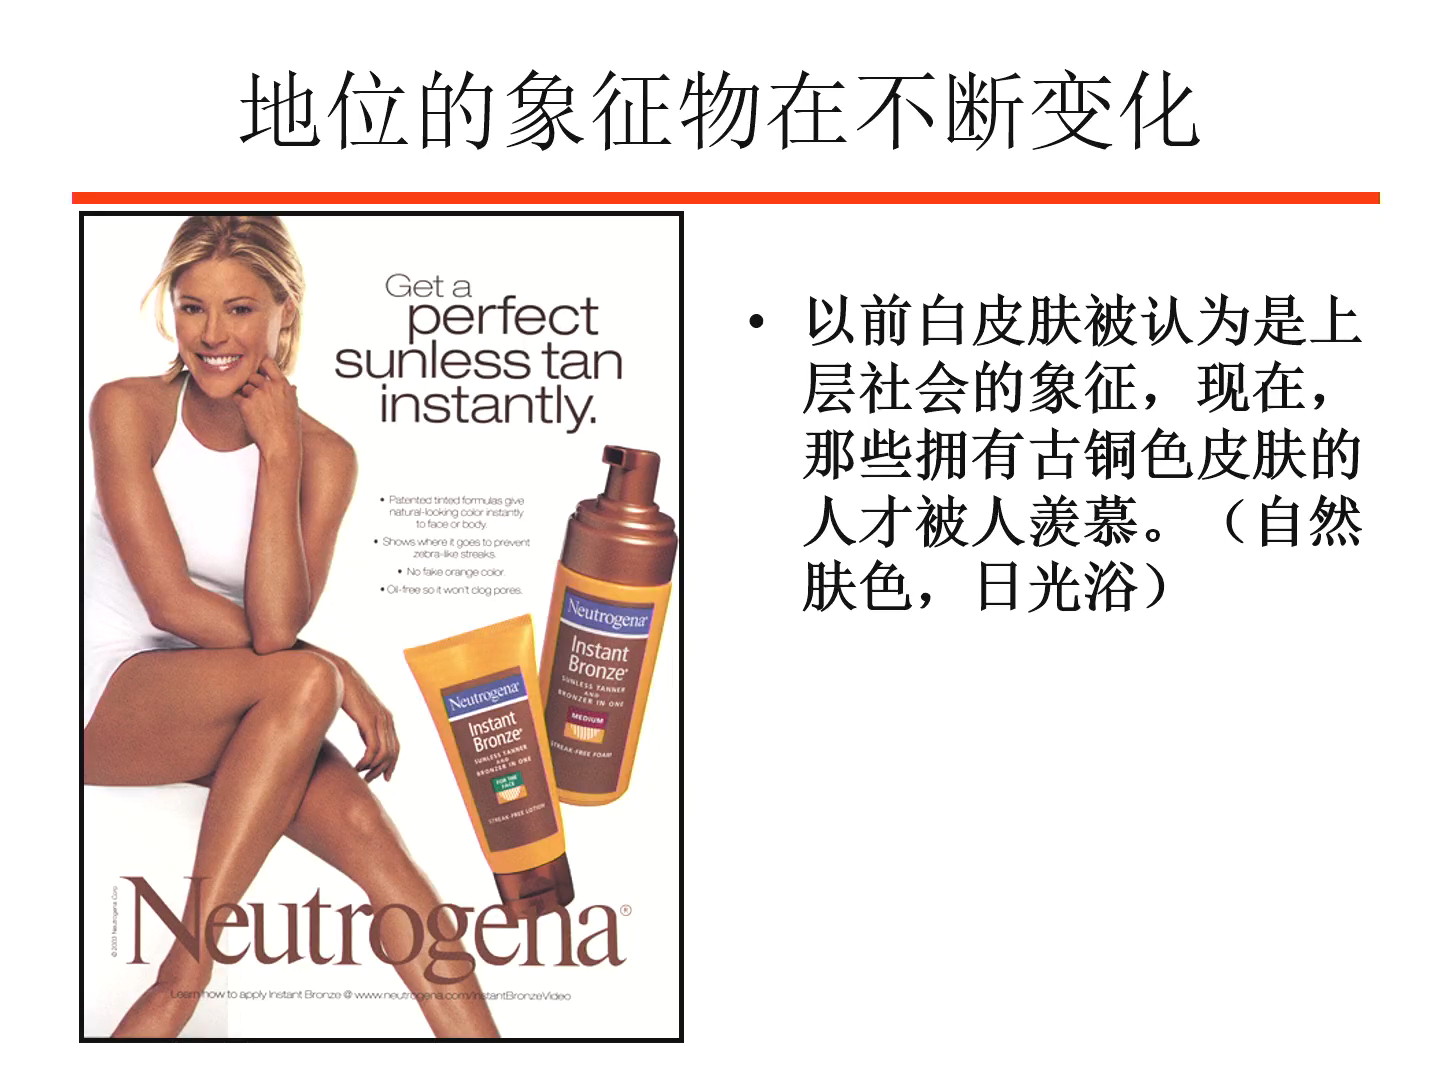 地位的象征物在不断变化
Get a
perfect
sunless tan
instantly.
• Patented tinted formulas give
natural-looking color instantly
to face or body.
• Shows where it goes to prevent
zebra-like streaks.
• No fake orange color.
• Oil-free so it won't clog pores.
Neutrogena®
Instant
Bronze®
SUNLESS TANNER
AND
BRONZER IN ONE
MEDIUM
STREAK-FREE FOAM
Neutrogena®
Instant
Bronze®
SUNLESS TANNER
AND
BRONZER IN ONE
FOR THE
FACE
STREAK-FREE LOTION
© 2003 Neutrogena Corp.
Neutrogena®
Learn how to apply Instant Bronze @ www.neutrogena.com/InstantBronzeVideo
• 以前白皮肤被认为是上
层社会的象征，现在，
那些拥有古铜色皮肤的
人才被人羡慕。（自然
肤色，日光浴）